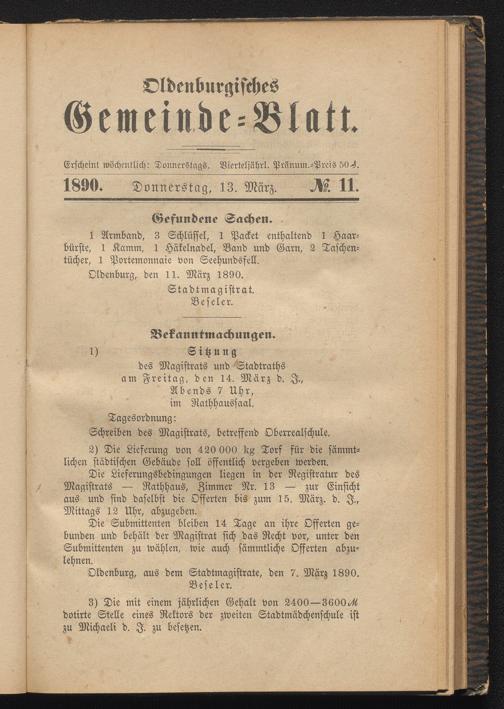 Oldenburgisches
Gemeinde-Blatt.
Erscheint wöchentlich: Donnerstags. Vierteljährl. Pränum.-Preis 50 ₰.
1890. Donnerstag, 13. März. №. 11.
Gefundene Sachen.
1 Armband, 3 Schlüssel, 1 Packet enthaltend 1 Haar-
bürste, 1 Kamm, 1 Häkelnadel, Band und Garn, 2 Taschen-
tücher, 1 Portemonnaie von Seehundsfell.
Oldenburg, den 11. März 1890.
Stadtmagistrat.
Beseler.
Bekanntmachungen.
1) Sitzung
des Magistrats und Stadtraths
am Freitag, den 14. März d. J.,
Abends 7 Uhr,
im Rathhaussaal.
Tagesordnung:
Schreiben des Magistrats, betreffend Oberrealschule.
2) Die Lieferung von 420 000 kg Torf für die sämmt-
lichen städtischen Gebäude soll öffentlich vergeben werden.
Die Lieferungsbedingungen liegen in der Registratur des
Magistrats — Rathhaus, Zimmer Nr. 13 — zur Einsicht
aus und sind daselbst die Offerten bis zum 15. März. d. J.,
Mittags 12 Uhr, abzugeben.
Die Submittenten bleiben 14 Tage an ihre Offerten ge-
bunden und behält der Magistrat sich das Recht vor, unter den
Submittenten zu wählen, wie auch sämmtliche Offerten abzu-
lehnen.
Oldenburg, aus dem Stadtmagistrate, den 7. März 1890.
Beseler.
3) Die mit einem jährlichen Gehalt von 2400—3600 ℳ
dotirte Stelle eines Rektors der zweiten Stadtmädchenschule ist
zu Michaeli d. J. zu besetzen.